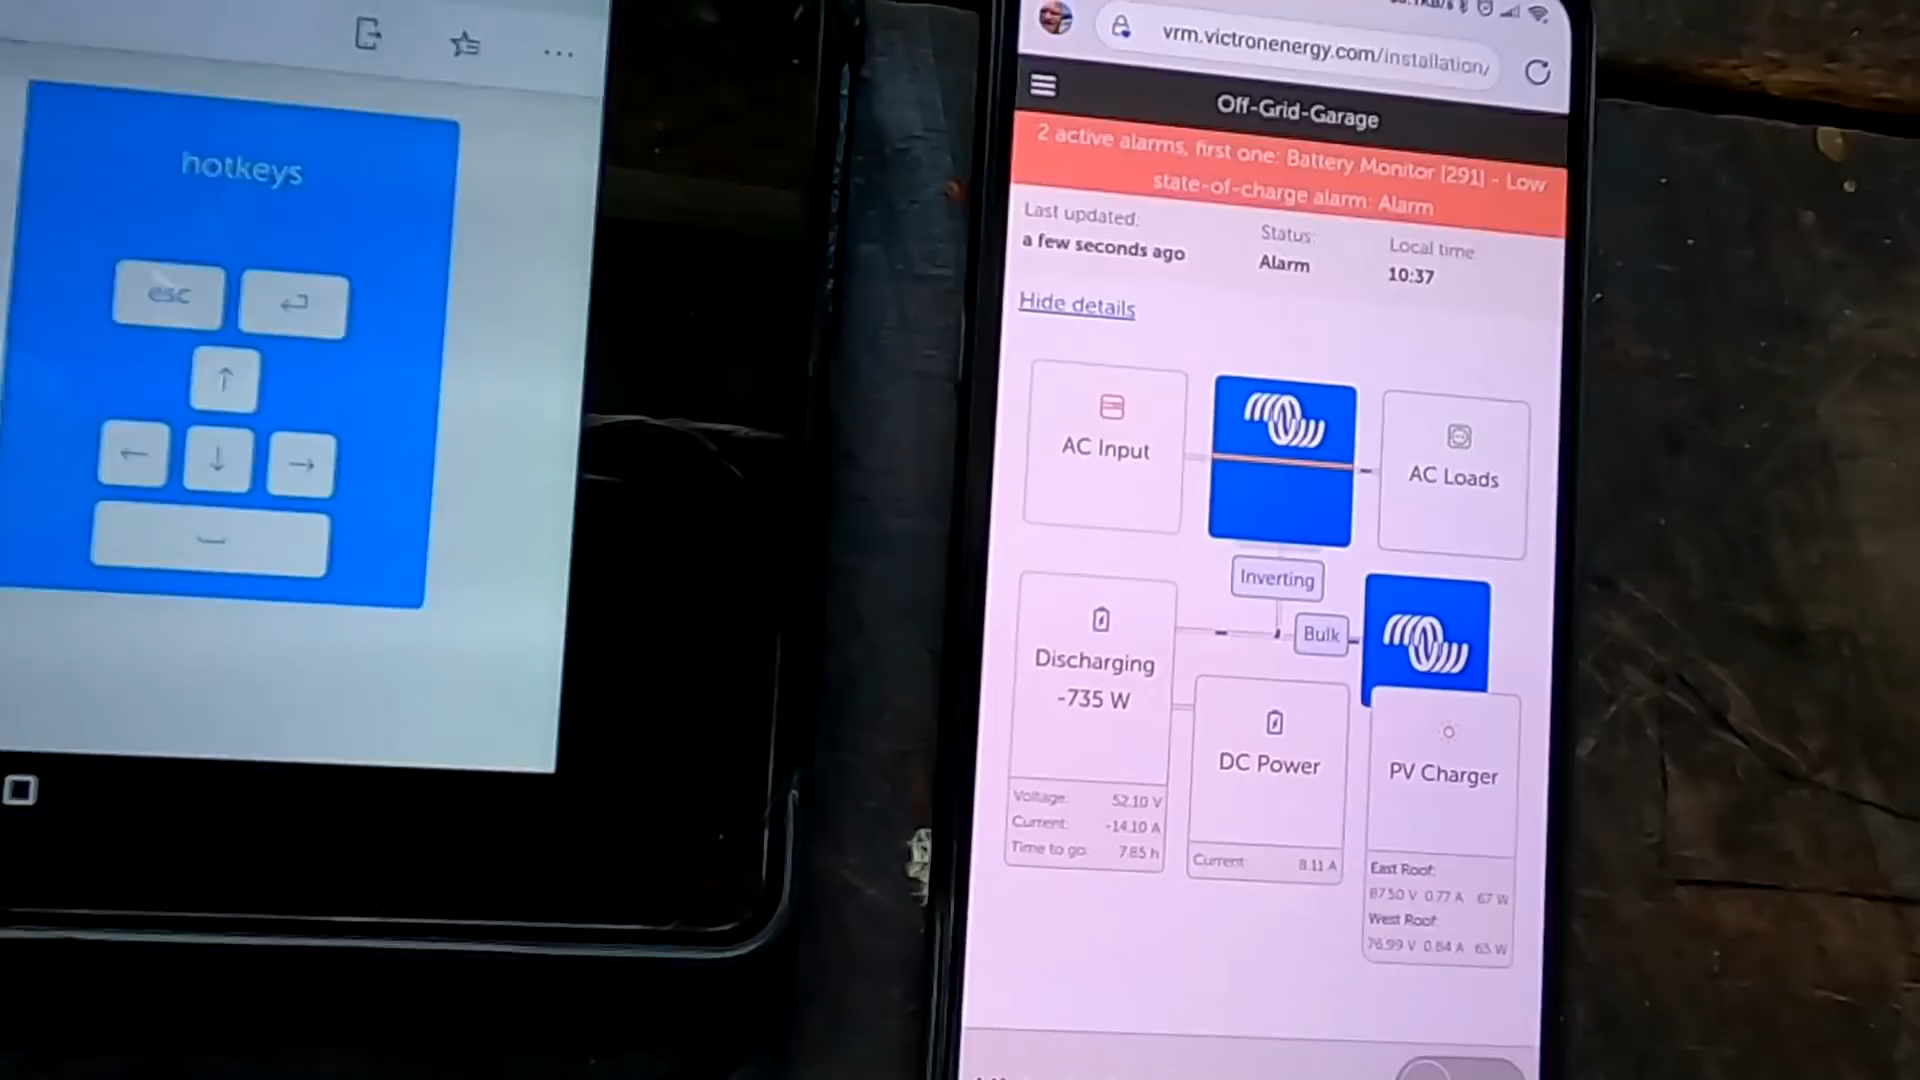 hotkeys
esc
vrm.victronenergy.com/installation/
Off-Grid-Garage
2 active alarms, first one: Battery Monitor [291] - Low
state-of-charge alarm: Alarm
Last updated:
a few seconds ago
Status:
Alarm
Local time:
10:37
Hide details
AC Input
AC Loads
Inverting
Bulk
Discharging
-735 W
Voltage: 52.10 V
Current: -14.10 A
Time to go: 7.85 h
DC Power
Current: 8.11 A
PV Charger
East Roof:
87.50 V 0.77 A 67 W
West Roof:
76.99 V 0.84 A 65 W